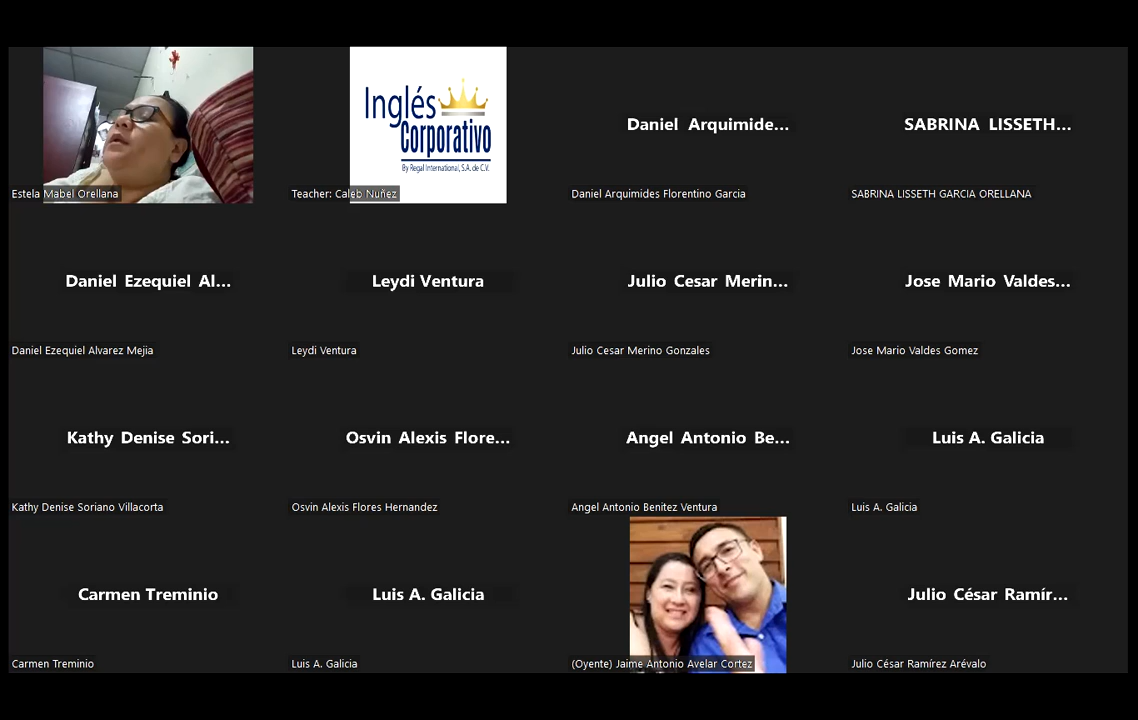 Estela Mabel Orellana
Inglés
Corporativo
By Regal International, S.A. de C.V.
Teacher: Caleb Nuñez
Daniel Arquimide...
Daniel Arquimides Florentino Garcia
SABRINA LISSETH...
SABRINA LISSETH GARCIA ORELLANA
Daniel Ezequiel Al...
Daniel Ezequiel Alvarez Mejia
Leydi Ventura
Leydi Ventura
Julio Cesar Merin...
Julio Cesar Merino Gonzales
Jose Mario Valdes...
Jose Mario Valdes Gomez
Kathy Denise Sori...
Kathy Denise Soriano Villacorta
Osvin Alexis Flore...
Osvin Alexis Flores Hernandez
Angel Antonio Be...
Angel Antonio Benitez Ventura
Luis A. Galicia
Luis A. Galicia
Carmen Treminio
Carmen Treminio
Luis A. Galicia
Luis A. Galicia
(Oyente) Jaime Antonio Avelar Cortez
Julio César Ramír...
Julio César Ramírez Arévalo